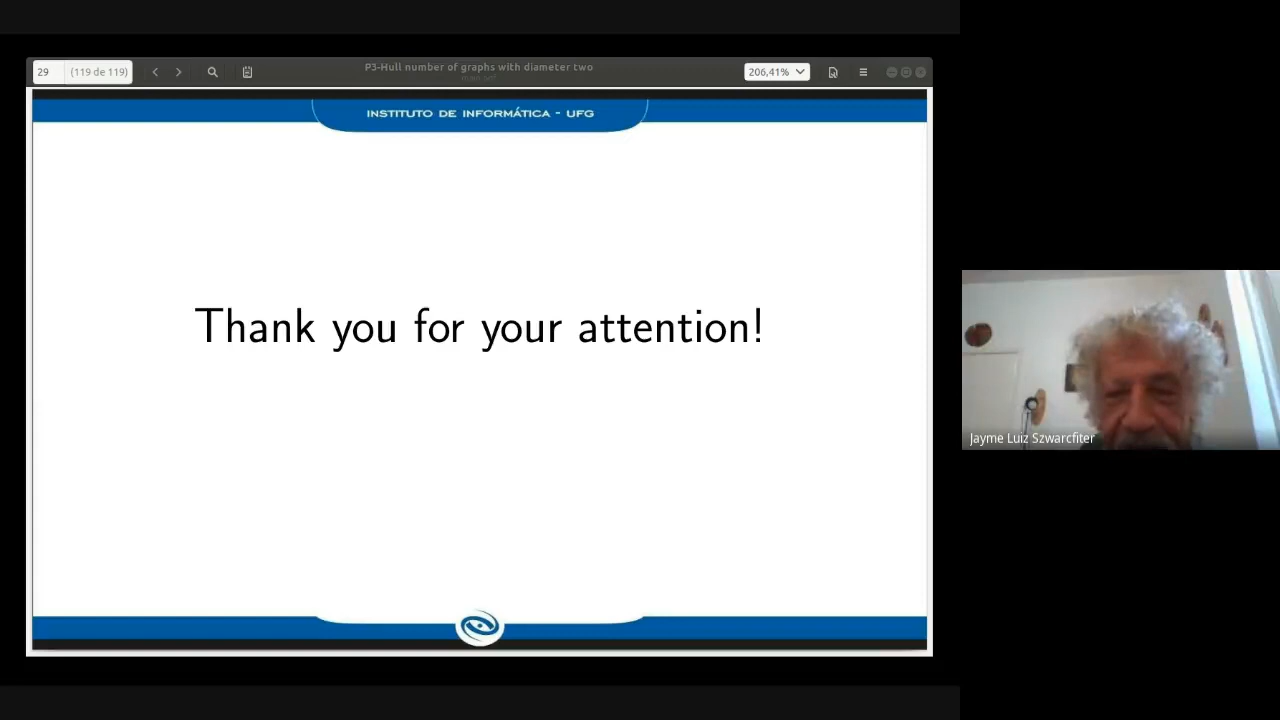 29 (119 de 119)
P3-Hull number of graphs with diameter two
206,41%
INSTITUTO DE INFORMÁTICA - UFG
Thank you for your attention!
Jayme Luiz Szwarcfiter